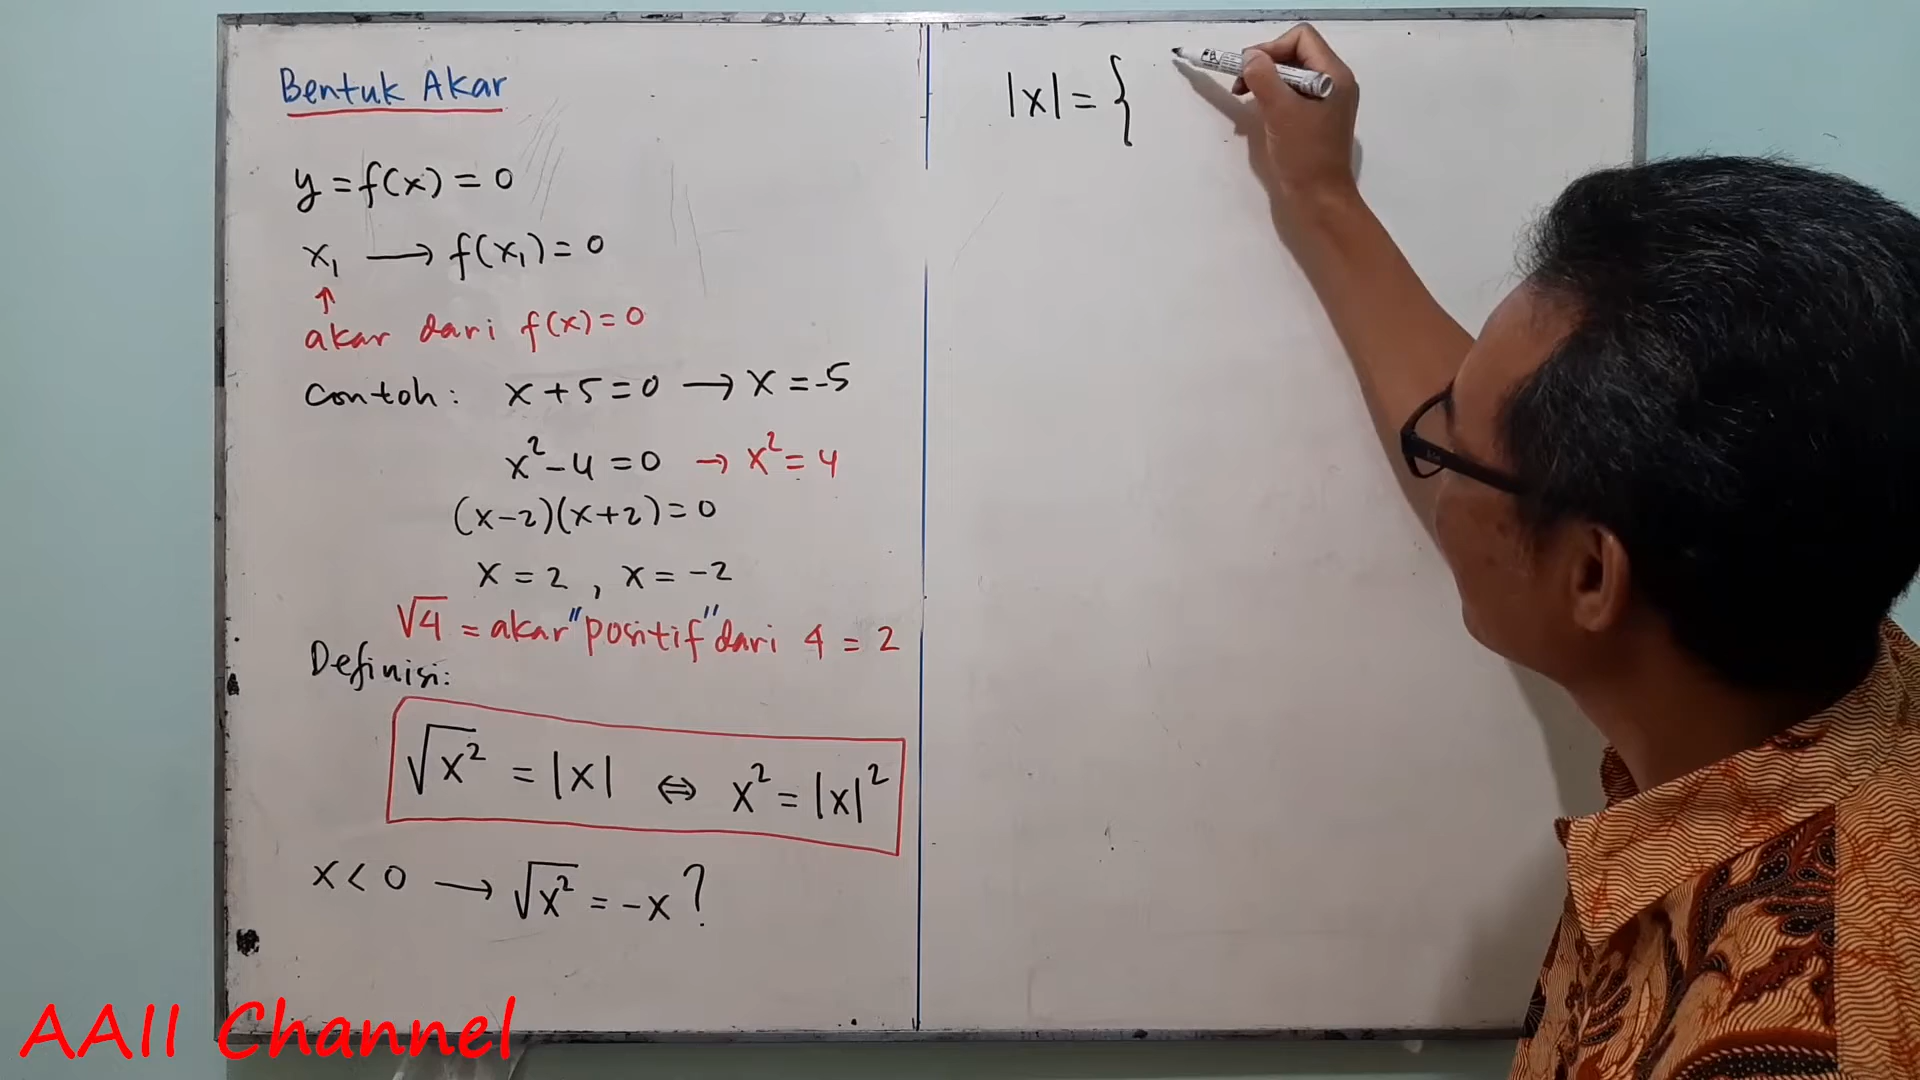 Bentuk Akar
y = f(x) = 0
x₁ → f(x₁) = 0
↑
akar dari f(x) = 0
Contoh: x + 5 = 0 → x = -5
x² - 4 = 0 → x² = 4
(x-2)(x+2) = 0
x = 2 , x = -2
√4 = akar "positif" dari 4 = 2
Definisi:
√x² = |x| ⇔ x² = |x|²
x < 0 → √x² = -x ?
|x| = {
AAII Channel